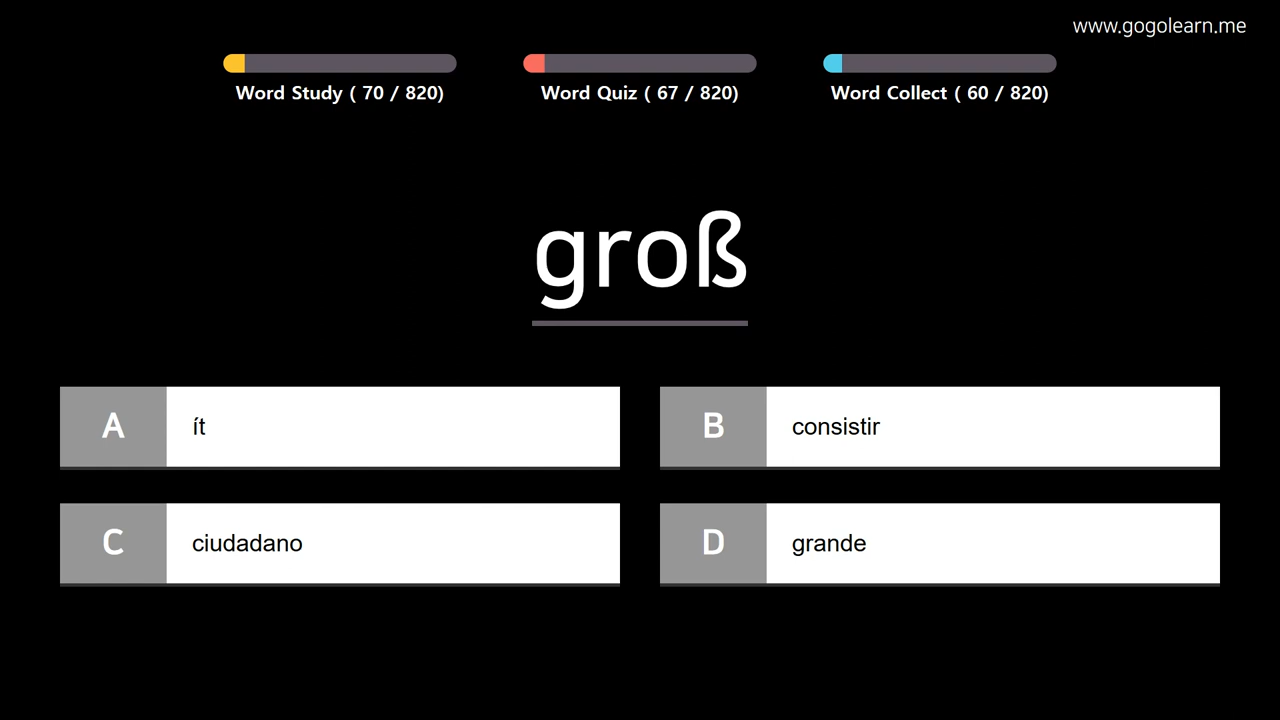 www.gogolearn.me
Word Study ( 70 / 820)
Word Quiz ( 67 / 820)
Word Collect ( 60 / 820)
groß
A
ít
B
consistir
C
ciudadano
D
grande